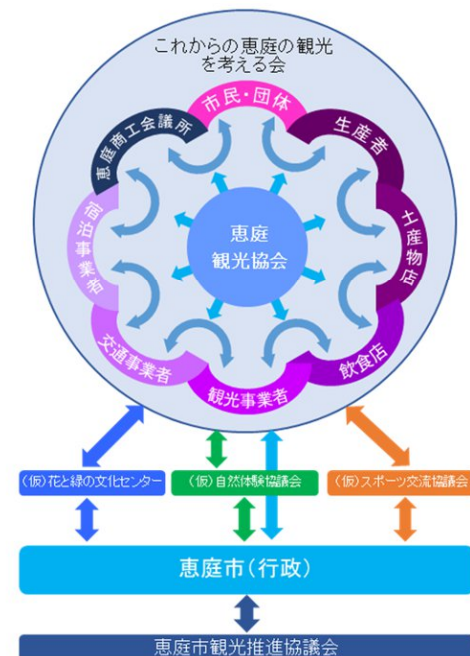 これからの恵庭の観光
を考える会
市民・団体
生産者
土産物店
飲食店
観光事業者
交通事業者
宿泊事業者
恵庭商工会議所
恵庭
観光協会
(仮)花と緑の文化センター
(仮)自然体験協議会
(仮)スポーツ交流協議会
恵庭市(行政)
恵庭市観光推進協議会